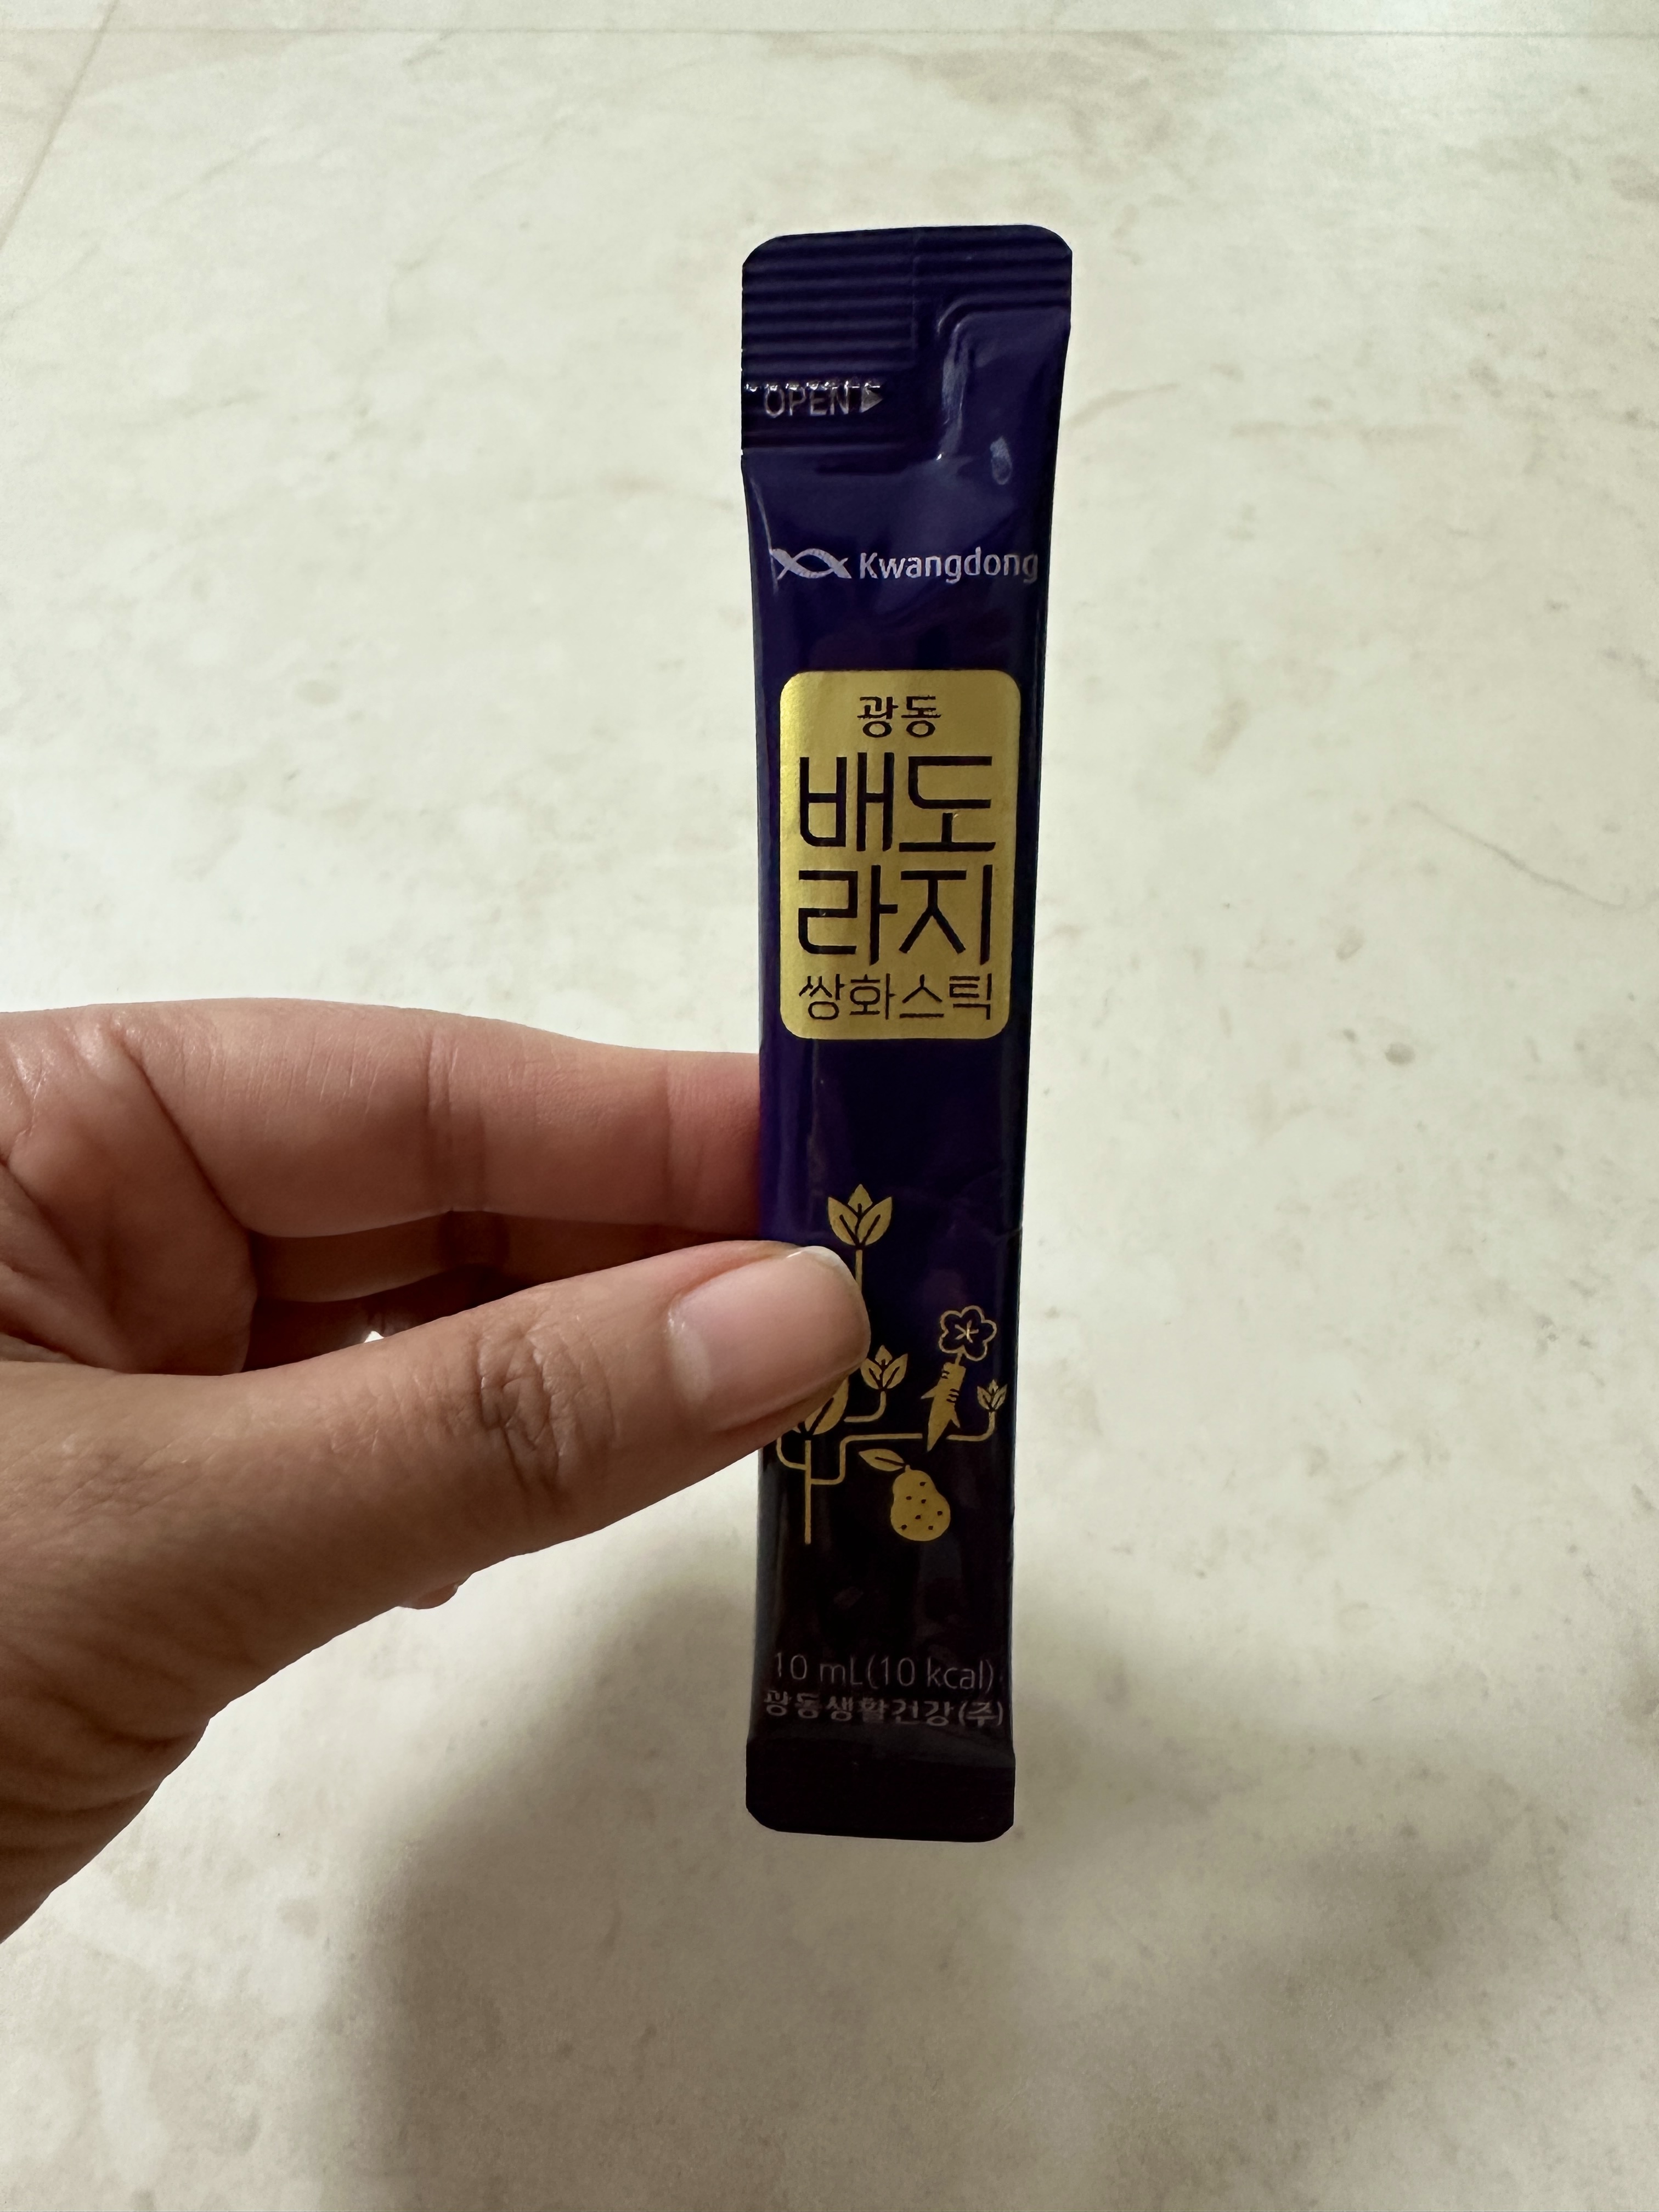 OPEN▶
Kwangdong
광동
배도
라지
쌍화스틱
10 mL(10 kcal)
광동생활건강(주)